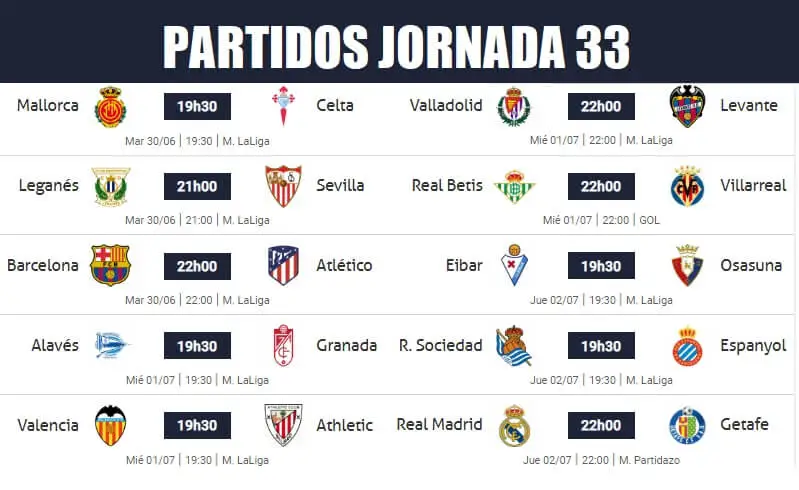 PARTIDOS JORNADA 33
Mallorca 19h30 Celta
Mar 30/06 | 19:30 | M. LaLiga
Leganés 21h00 Sevilla
Mar 30/06 | 21:00 | M. LaLiga
Barcelona 22h00 Atlético
Mar 30/06 | 22:00 | M. LaLiga
Alavés 19h30 Granada
Mié 01/07 | 19:30 | M. LaLiga
Valencia 19h30 Athletic
Mié 01/07 | 19:30 | M. LaLiga
Valladolid 22h00 Levante
Mié 01/07 | 22:00 | M. LaLiga
Real Betis 22h00 Villarreal
Mié 01/07 | 22:00 | GOL
Eibar 19h30 Osasuna
Jue 02/07 | 19:30 | M. LaLiga
R. Sociedad 19h30 Espanyol
Jue 02/07 | 19:30 | M. LaLiga
Real Madrid 22h00 Getafe
Jue 02/07 | 22:00 | M. Partidazo